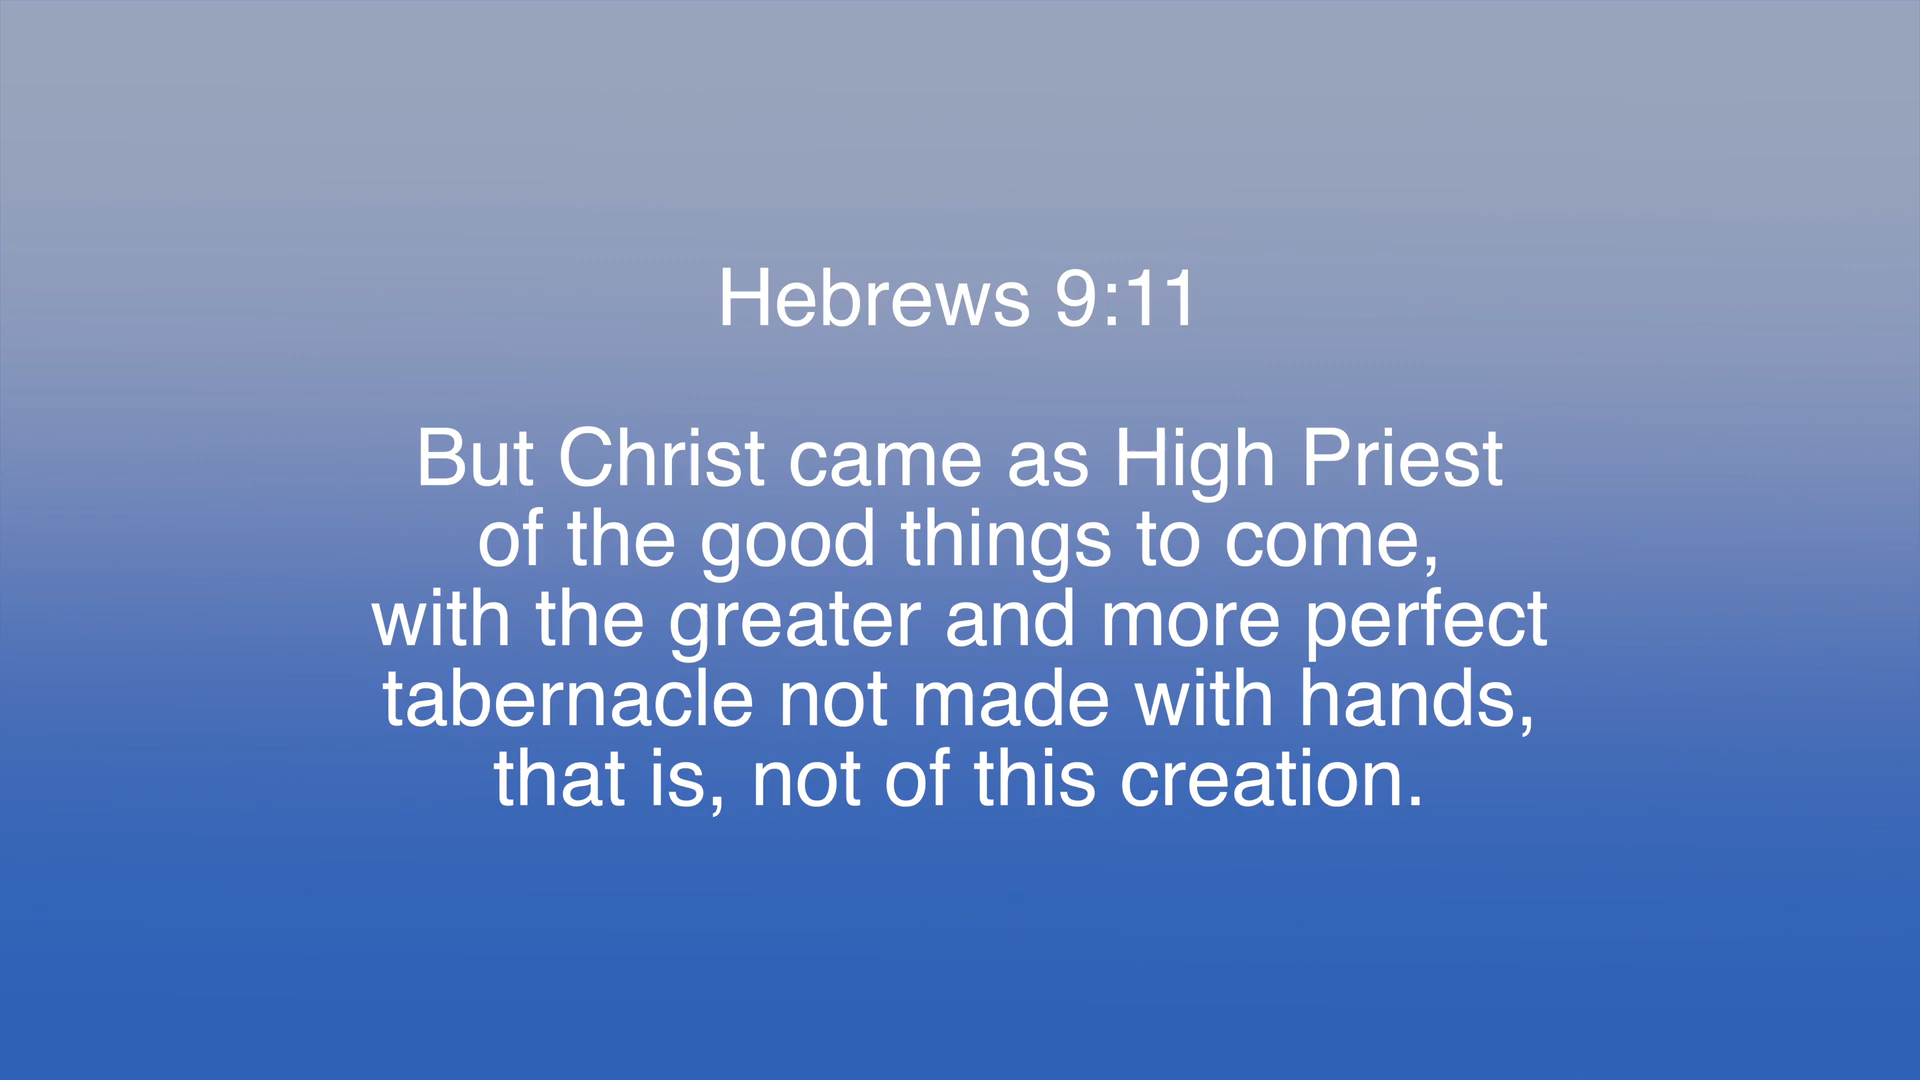 Hebrews 9:11
But Christ came as High Priest
of the good things to come,
with the greater and more perfect
tabernacle not made with hands,
that is, not of this creation.